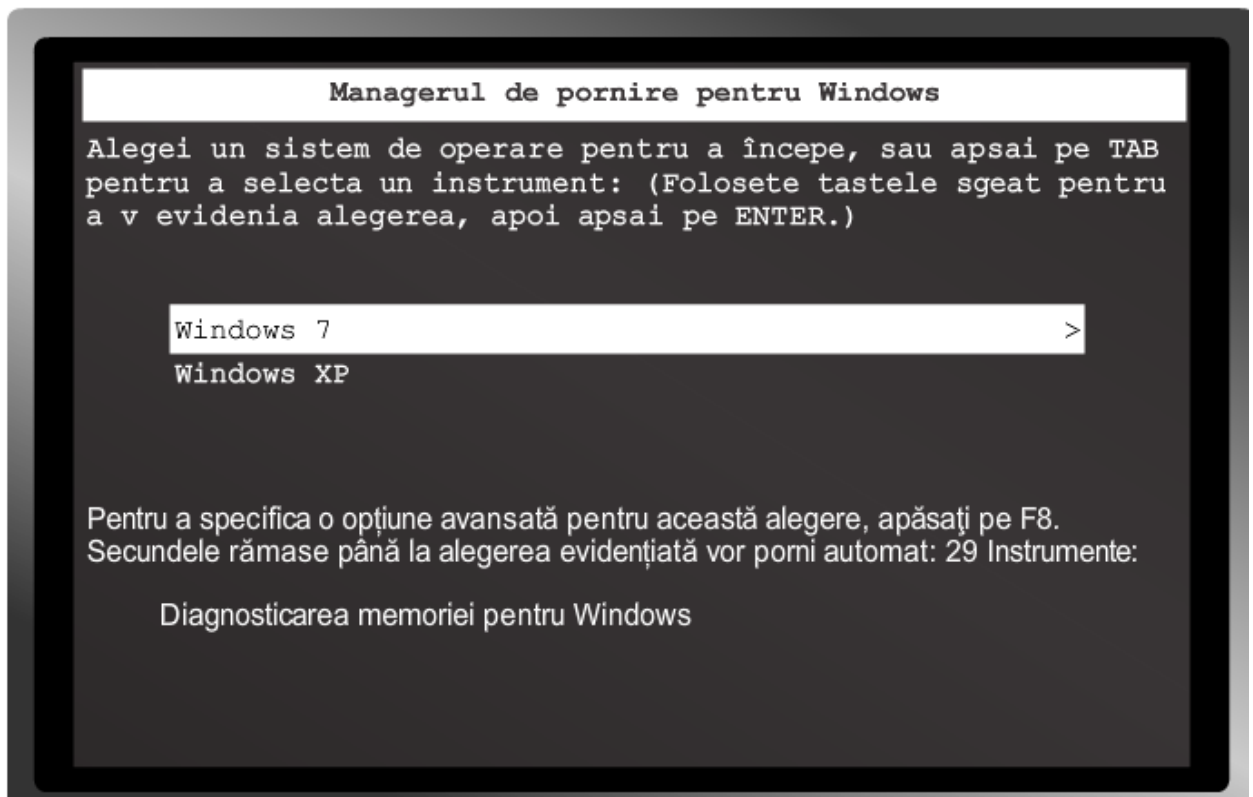 Managerul de pornire pentru Windows
Alegei un sistem de operare pentru a începe, sau apsai pe TAB
pentru a selecta un instrument: (Folosete tastele sgeat pentru
a v evidenia alegerea, apoi apsai pe ENTER.)
Windows 7 >
Windows XP
Pentru a specifica o opțiune avansată pentru această alegere, apăsaţi pe F8.
Secundele rămase până la alegerea evidențiată vor porni automat: 29 Instrumente:
Diagnosticarea memoriei pentru Windows